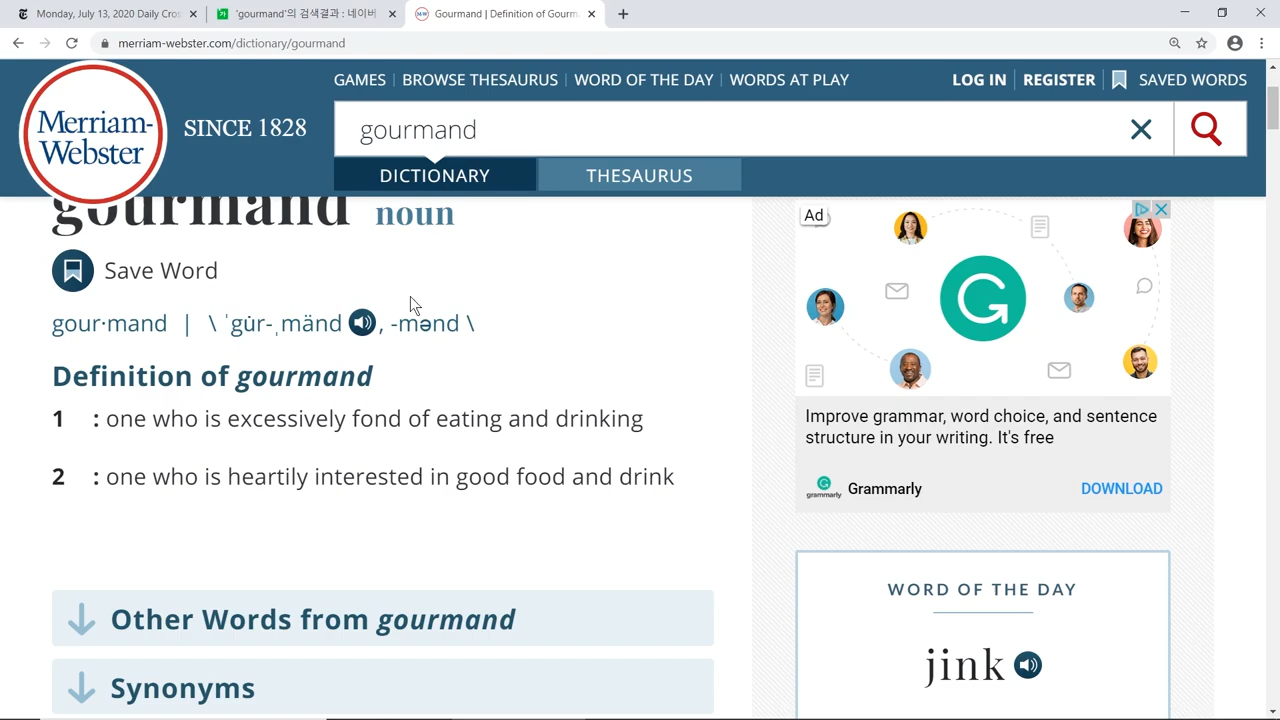 Monday, July 13, 2020 Daily Cros
'gourmand'의 검색결과 : 네이버
Gourmand | Definition of Gourm
merriam-webster.com/dictionary/gourmand
GAMES | BROWSE THESAURUS | WORD OF THE DAY | WORDS AT PLAY
LOG IN | REGISTER
SAVED WORDS
Merriam-
Webster
SINCE 1828
gourmand
DICTIONARY
THESAURUS
gourmand noun
Save Word
gour·mand | \ ˈgu̇r-ˌmänd , -mənd \
Definition of gourmand
1 : one who is excessively fond of eating and drinking
2 : one who is heartily interested in good food and drink
Other Words from gourmand
Synonyms
Ad
G
Improve grammar, word choice, and sentence
structure in your writing. It's free
grammarly
Grammarly
DOWNLOAD
WORD OF THE DAY
jink